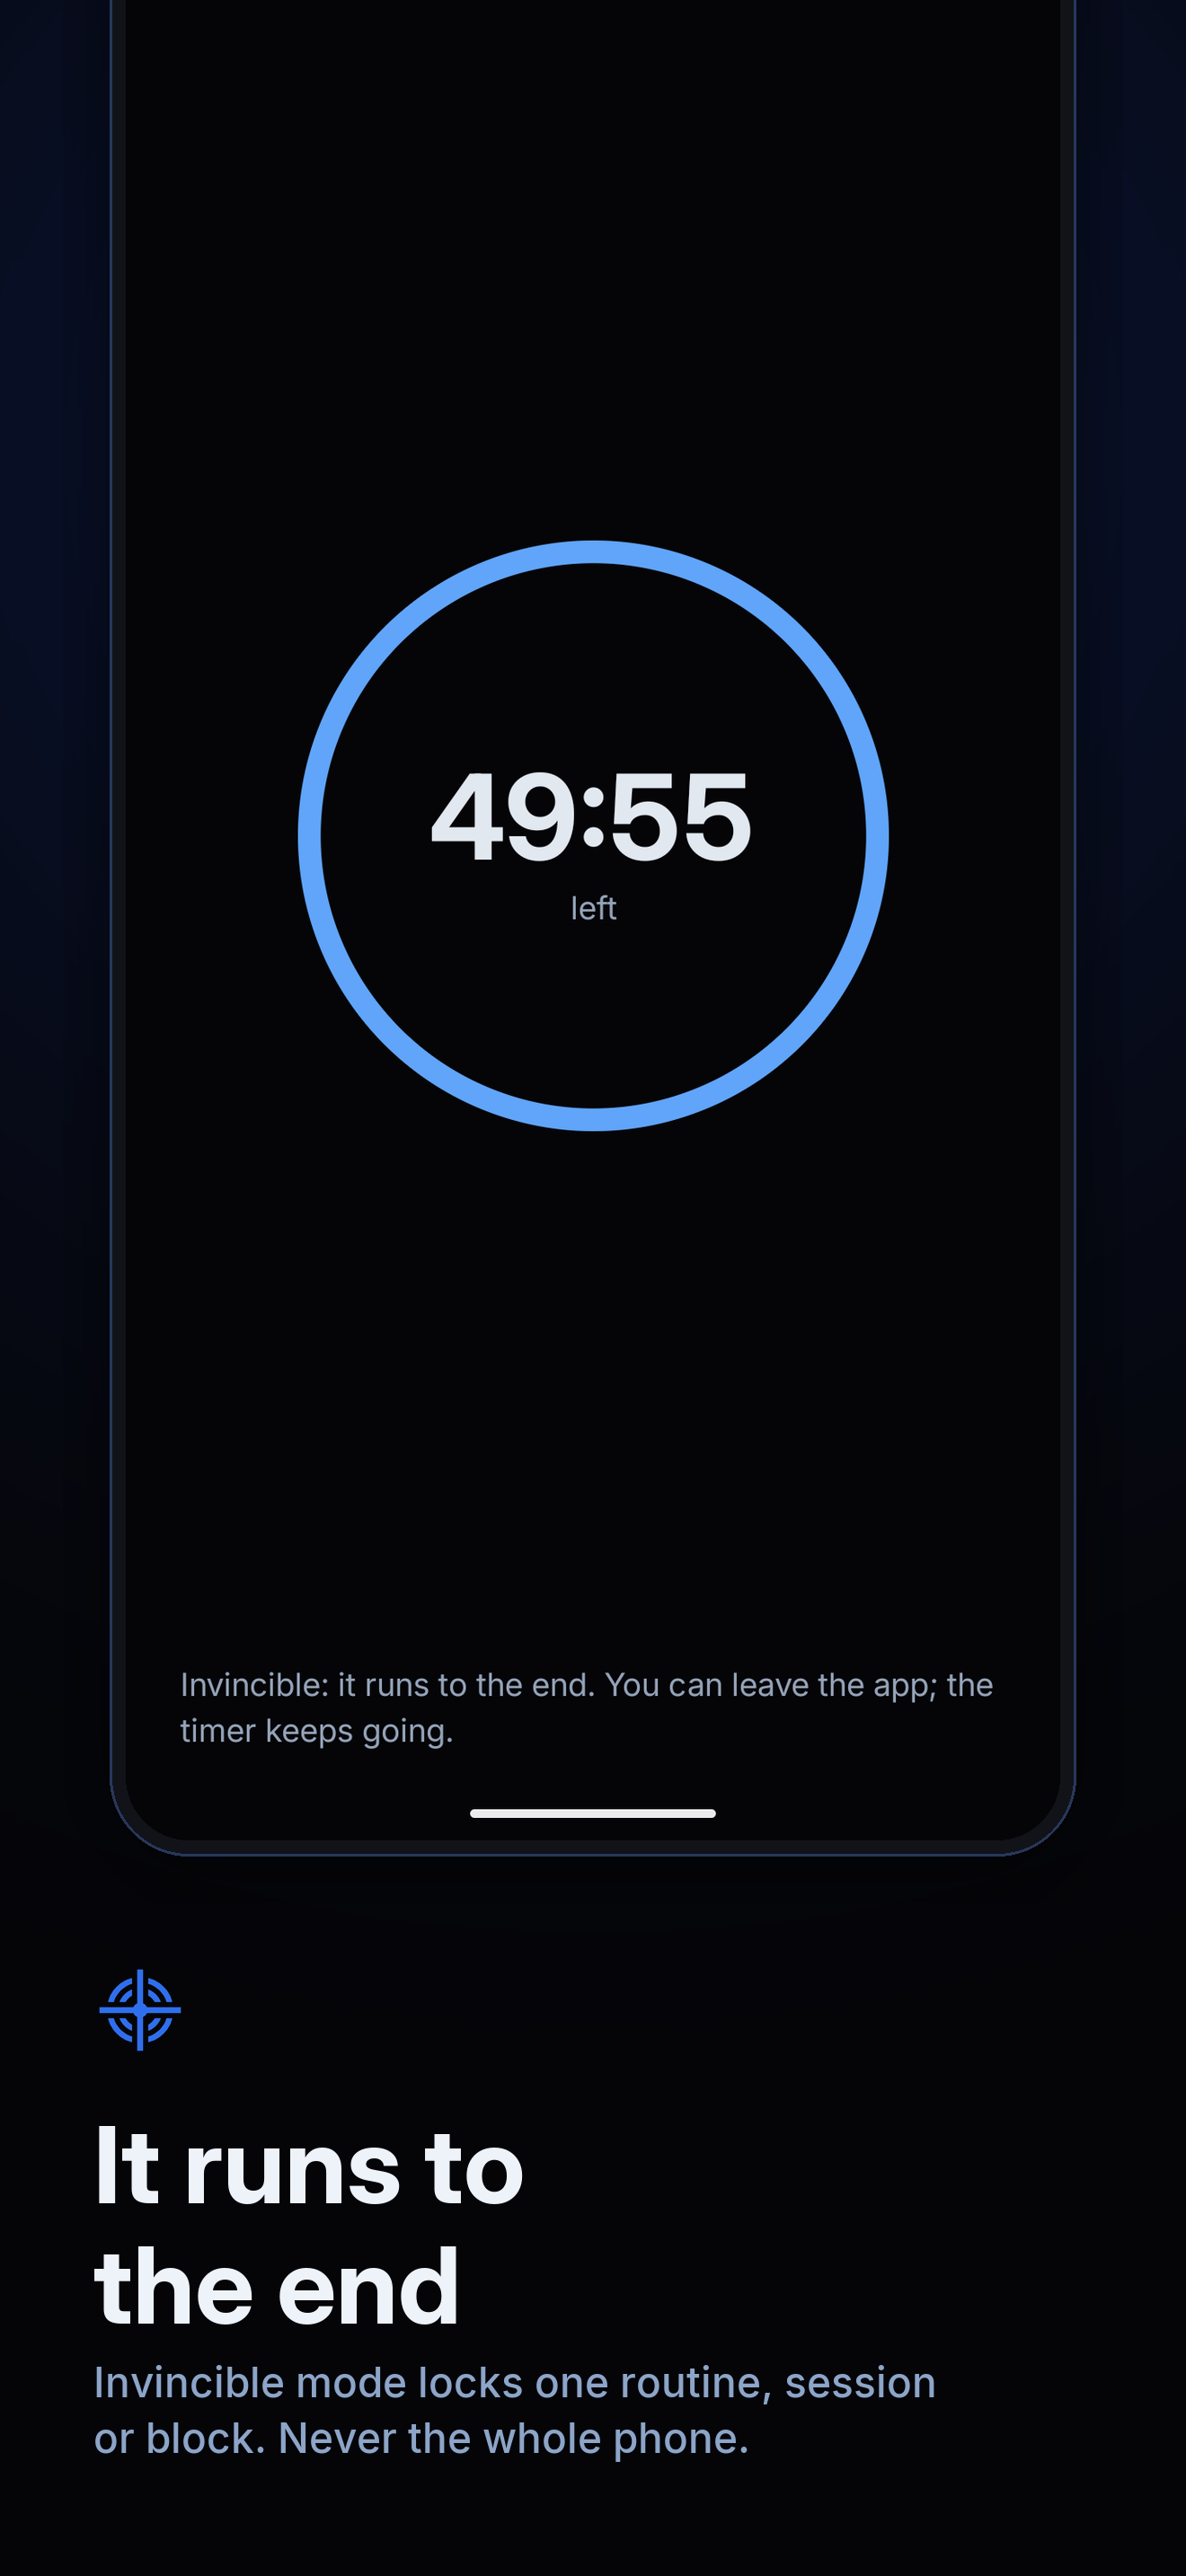 49:55
left
Invincible: it runs to the end. You can leave the app; the
timer keeps going.
It runs to
the end
Invincible mode locks one routine, session
or block. Never the whole phone.